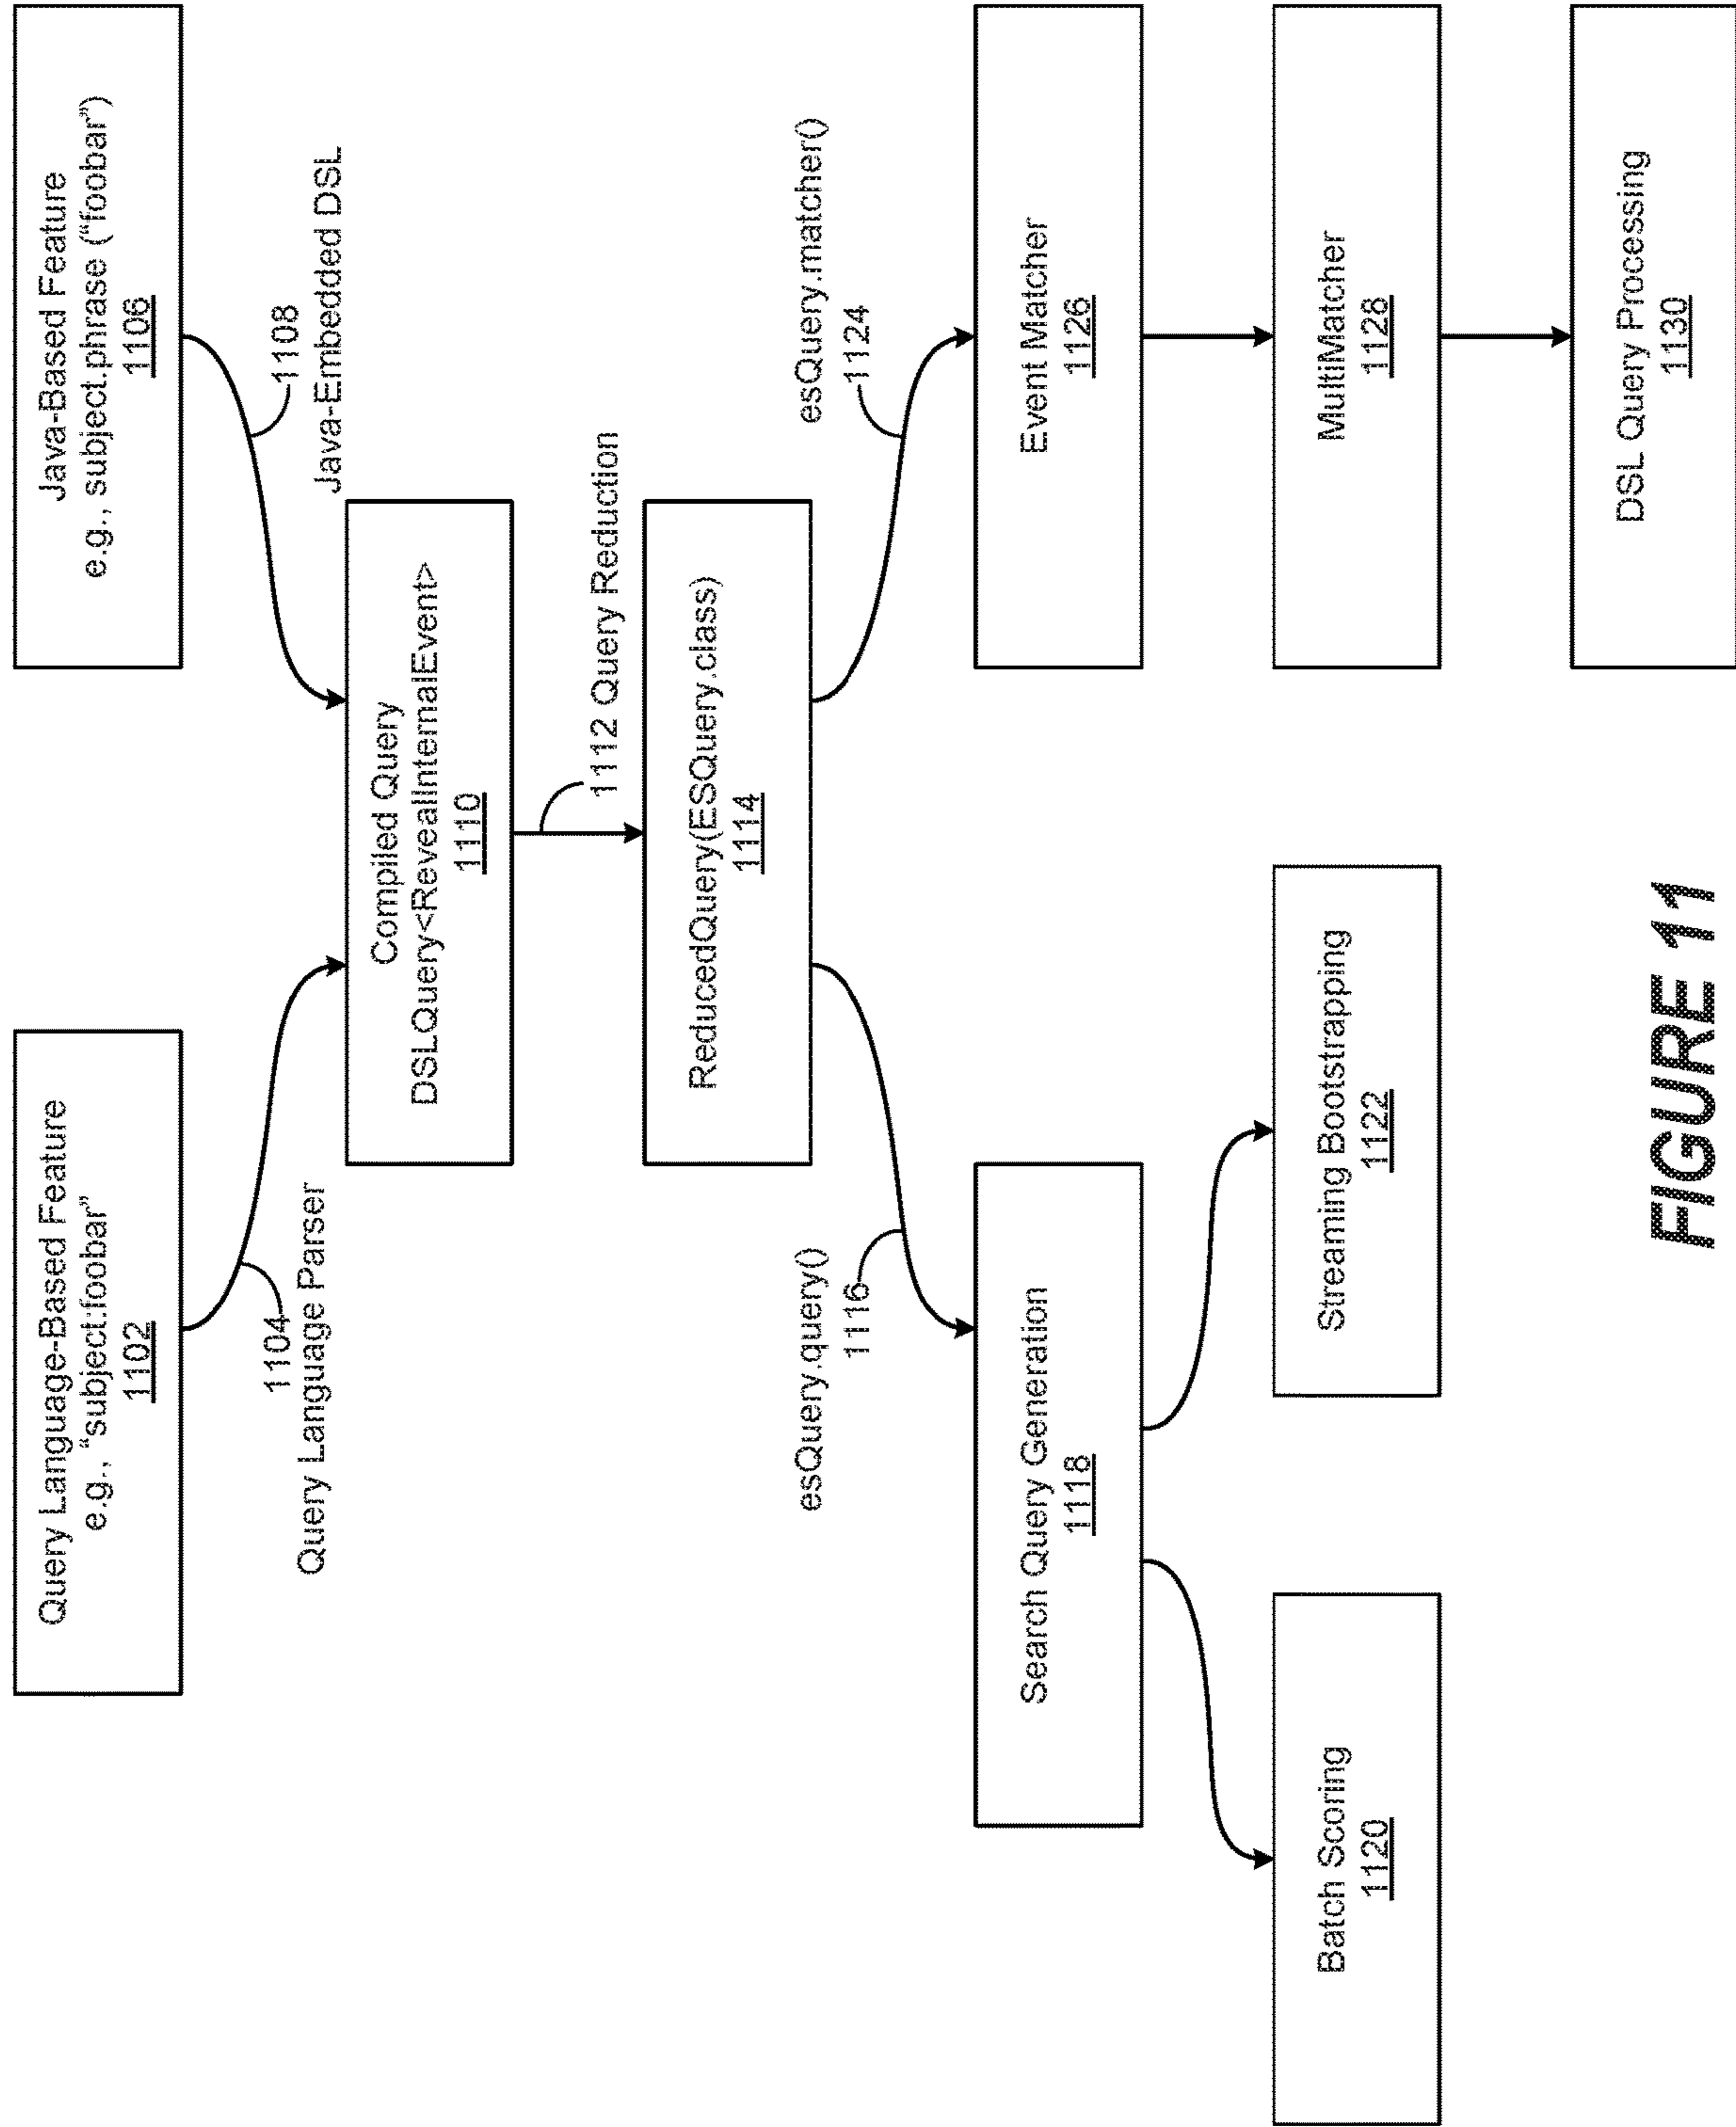 Query Language-Based Feature
e.g., “subject:foobar”
1102
Java-Based Feature
e.g., subject.phrase (“foobar”)
1106
1104
Query Language Parser
1108
Java-Embedded DSL
Compiled Query
DSLQuery<RevealInternalEvent>
1110
1112 Query Reduction
ReducedQuery(ESQuery.class)
1114
esQuery.query()
1116
esQuery.matcher()
1124
Search Query Generation
1118
Event Matcher
1126
Batch Scoring
1120
Streaming Bootstrapping
1122
MultiMatcher
1128
DSL Query Processing
1130
FIGURE 11